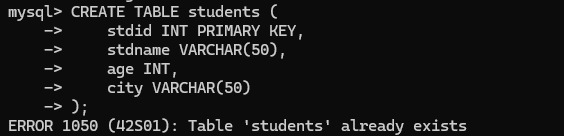 mysql> CREATE TABLE students (
    ->     stdid INT PRIMARY KEY,
    ->     stdname VARCHAR(50),
    ->     age INT,
    ->     city VARCHAR(50)
    -> );
ERROR 1050 (42S01): Table 'students' already exists